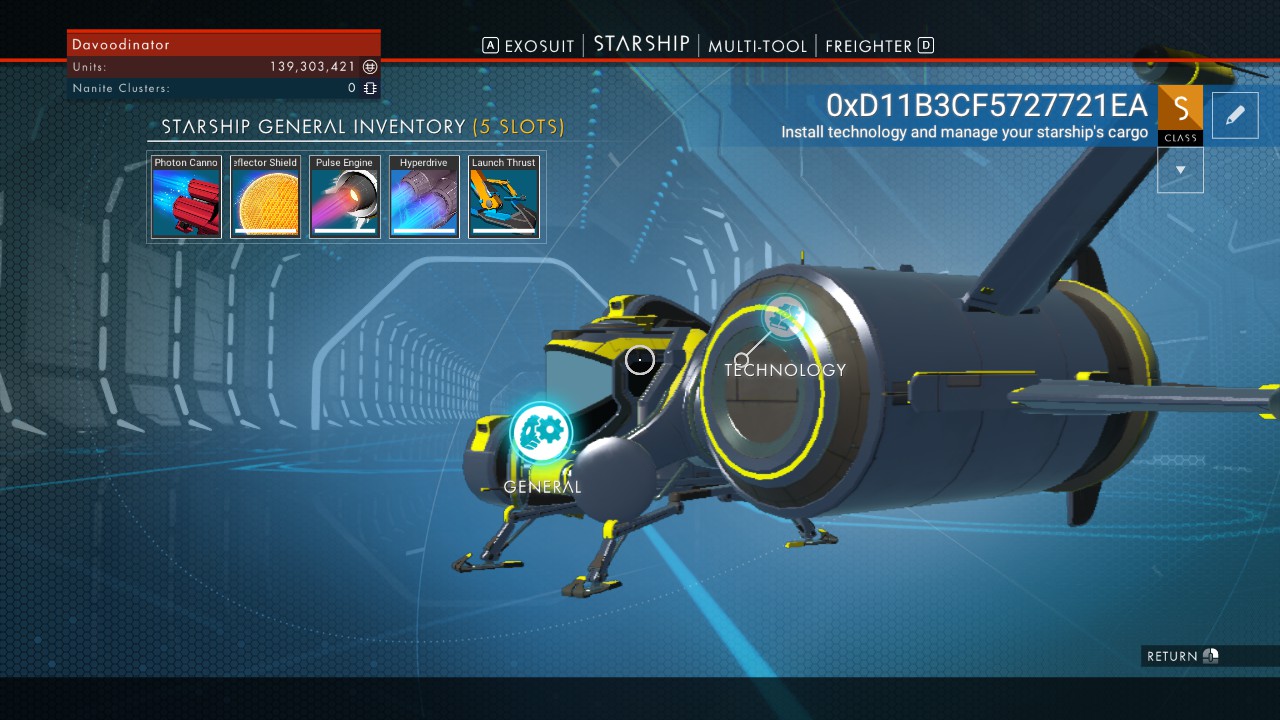 Davoodinator
Units: 139,303,421
Nanite Clusters: 0
A EXOSUIT STARSHIP MULTI-TOOL FREIGHTER D
0xD11B3CF5727721EA
Install technology and manage your starship's cargo
S
CLASS
STARSHIP GENERAL INVENTORY (5 SLOTS)
Photon Canno eflector Shield Pulse Engine Hyperdrive Launch Thrust
TECHNOLOGY
GENERAL
RETURN